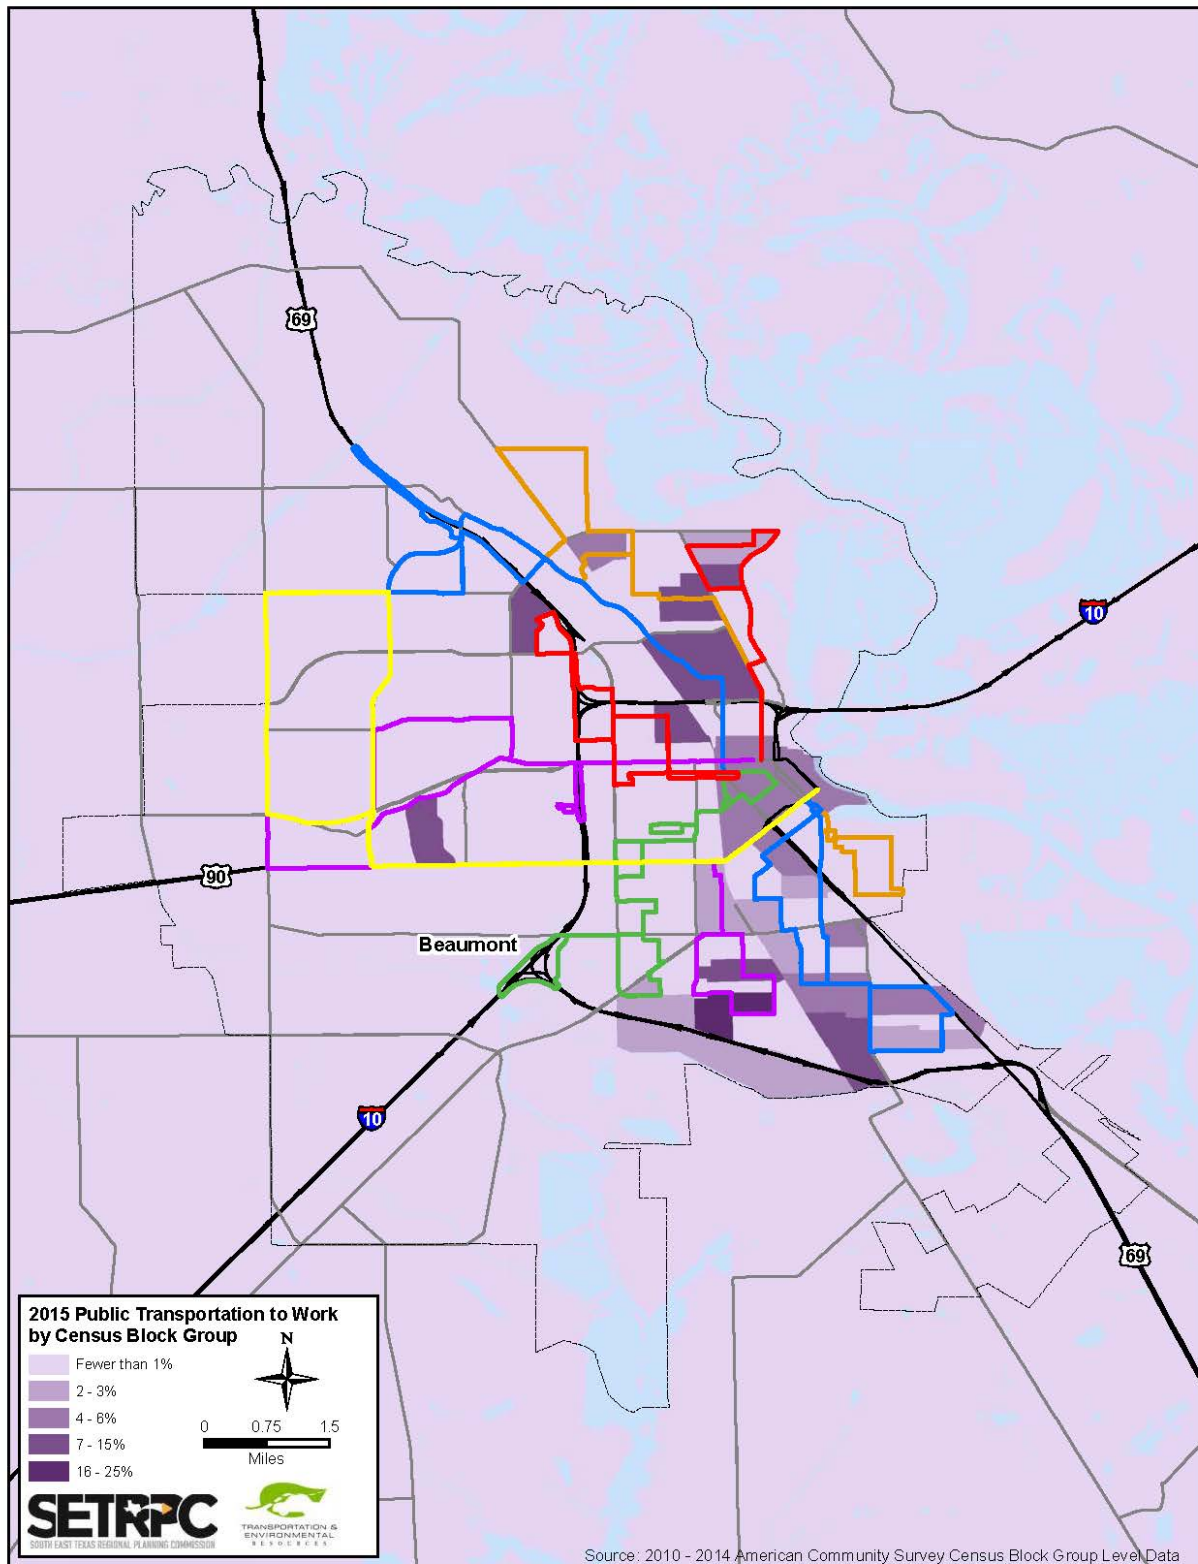 69
10
90
Beaumont
10
69
2015 Public Transportation to Work
by Census Block Group
N
Fewer than 1%
2 - 3%
4 - 6%
7 - 15%
16 - 25%
0 0.75 1.5
Miles
SETRPC
SOUTH EAST TEXAS REGIONAL PLANNING COMMISSION
TRANSPORTATION &
ENVIRONMENTAL
RESOURCES
Source: 2010 - 2014 American Community Survey Census Block Group Level Data